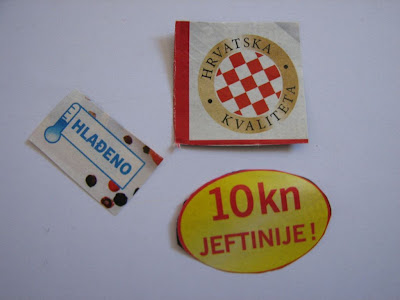 HRVATSKA
KVALITETA
HLAĐENO
10kn
JEFTINIJE!